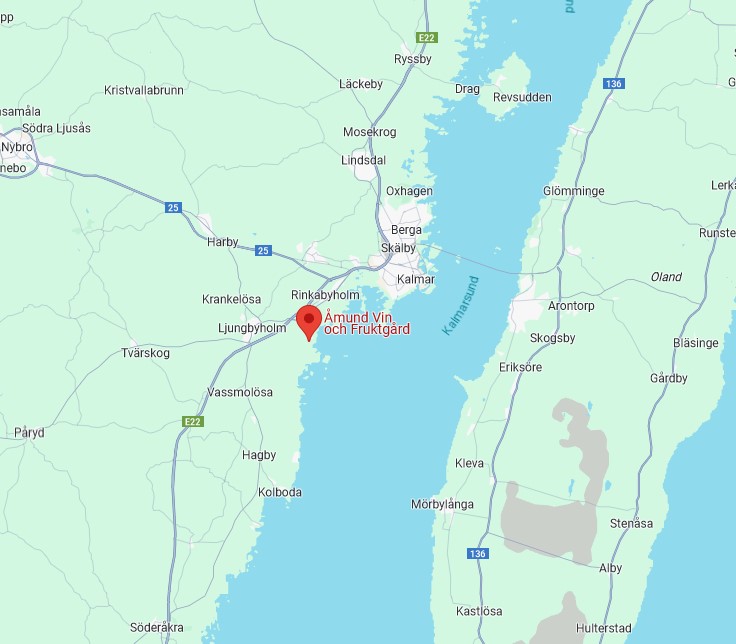 pp
E22
Ryssby
Läckeby
Drag
Revsudden
136
Kristvallabrunn
nsamåla
Södra Ljusås
Nybro
nebo
Mosekrog
Lindsdal
Oxhagen
Glömminge
Lerka
25
Berga
Runste
Harby
25
Skälby
Kalmar
Oland
Kalmarsund
Rinkabyholm
Krankelösa
Åmund Vin
och Fruktgård
Ljungbyholm
Arontorp
Skogsby
Bläsinge
Tvärskog
Eriksöre
Gårdby
Vassmolösa
E22
Påryd
Hagby
Kleva
Kolboda
Mörbylånga
Stenåsa
136
Alby
Kastlösa
Söderåkra
Hulterstad